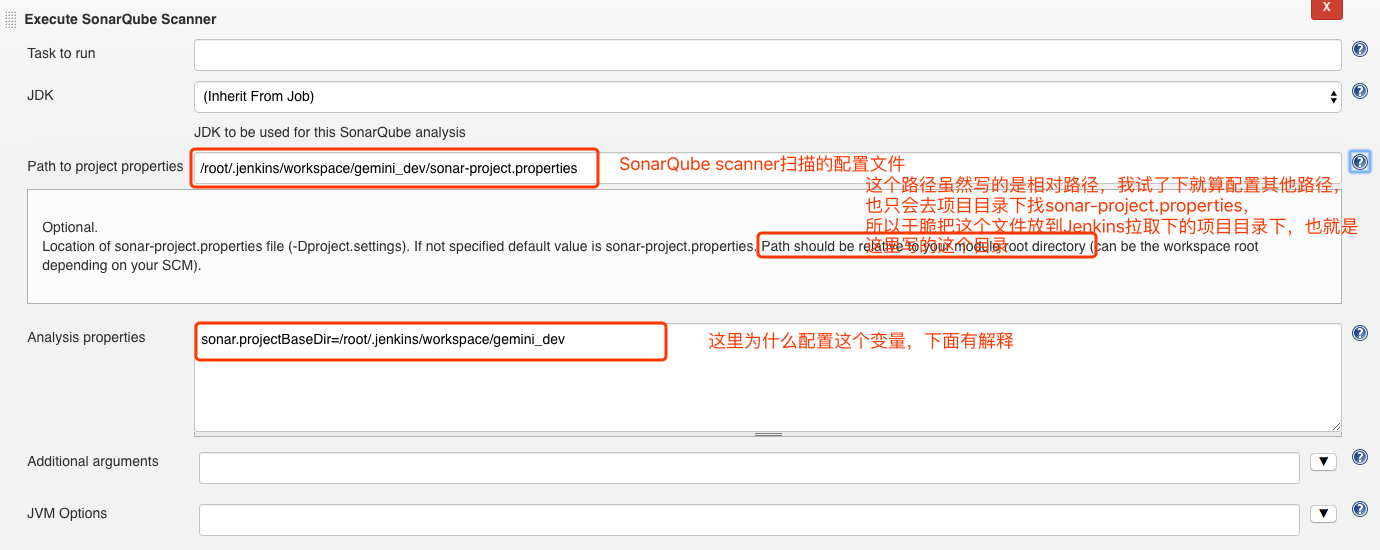 Execute SonarQube Scanner
X
Task to run
JDK
(Inherit From Job)
JDK to be used for this SonarQube analysis
Path to project properties
/root/.jenkins/workspace/gemini_dev/sonar-project.properties
SonarQube scanner扫描的配置文件
这个路径虽然写的是相对路径，我试了下就算配置其他路径，
也只会去项目目录下找sonar-project.properties，
所以干脆把这个文件放到Jenkins拉取下的项目目录下，也就是
这里写的这个目录
Optional.
Location of sonar-project.properties file (-Dproject.settings). If not specified default value is sonar-project.properties. Path should be relative to your module root directory (can be the workspace root
depending on your SCM).
Analysis properties
sonar.projectBaseDir=/root/.jenkins/workspace/gemini_dev
这里为什么配置这个变量，下面有解释
Additional arguments
JVM Options